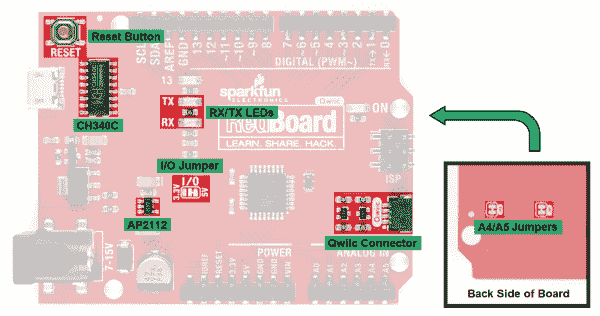 Reset Button
RESET
CH340C
SCL
SDA
AREF
GND
13
12
~11
~10
~9
8
7
~6
~5
4
~3
2
TX→1
RX←0
DIGITAL (PWM~)
13
TX
RX
RX/TX LEDs
sparkfun
ELECTRONICS
Qwiic
RedBoard
LEARN. SHARE. HACK.
ON
ISP
I/O Jumper
I/O
3.3V
5V
AP2112
Qwiic
Qwiic Connector
7-15V
IOREF
RESET
3.3V
5V
GND
GND
VIN
POWER
A0
A1
A2
A3
A4
A5
ANALOG IN
A4/A5 Jumpers
Back Side of Board